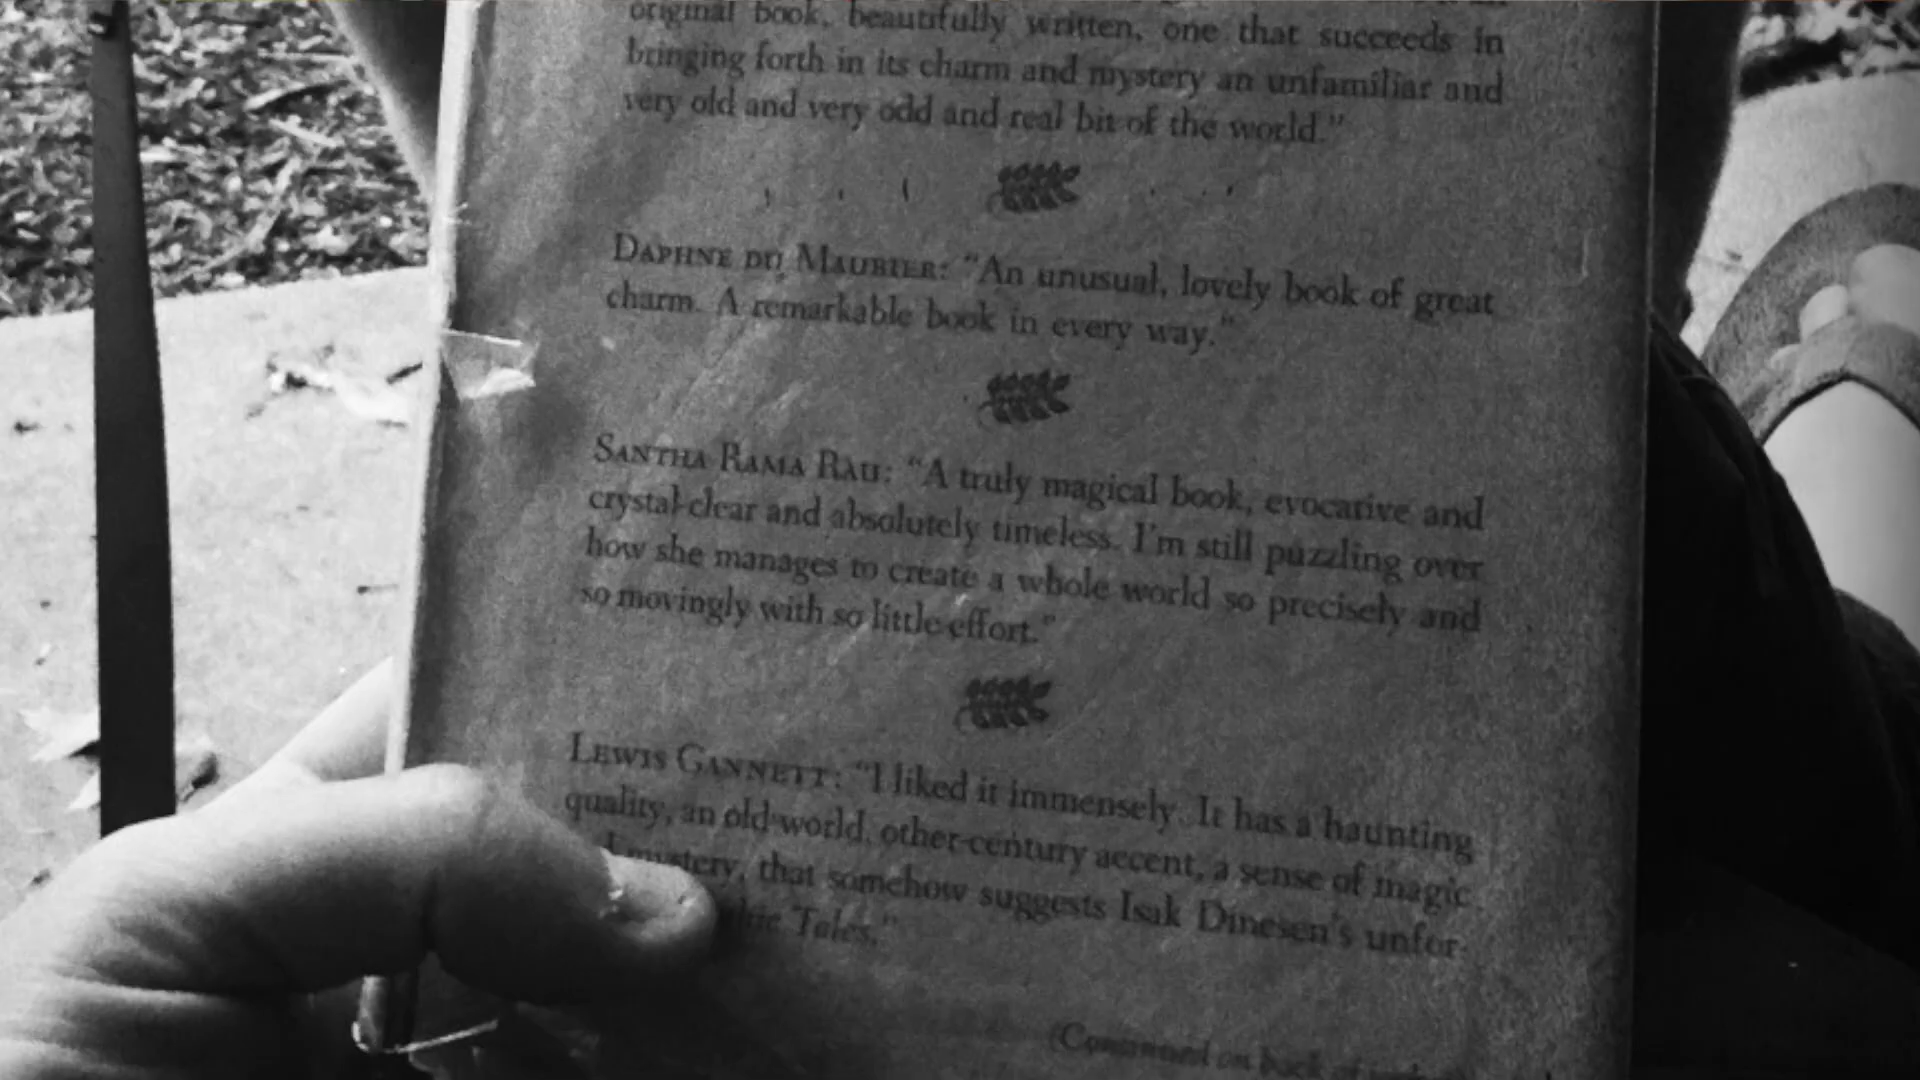 original book, beautifully written, one that succeeds in
bringing forth in its charm and mystery an unfamiliar and
very old and very odd and real bit of the world."
DAPHNE DU MAURIER: "An unusual, lovely book of great
charm. A remarkable book in every way."
SANTHA RAMA RAU: "A truly magical book, evocative and
crystal-clear and absolutely timeless. I'm still puzzling over
how she manages to create a whole world so precisely and
so movingly with so little effort."
LEWIS GANNETT: "I liked it immensely. It has a haunting
quality, an old-world, other-century accent, a sense of magic
mystery, that somehow suggests Isak Dinesen's unfor-
Tales."
(Continued on back of